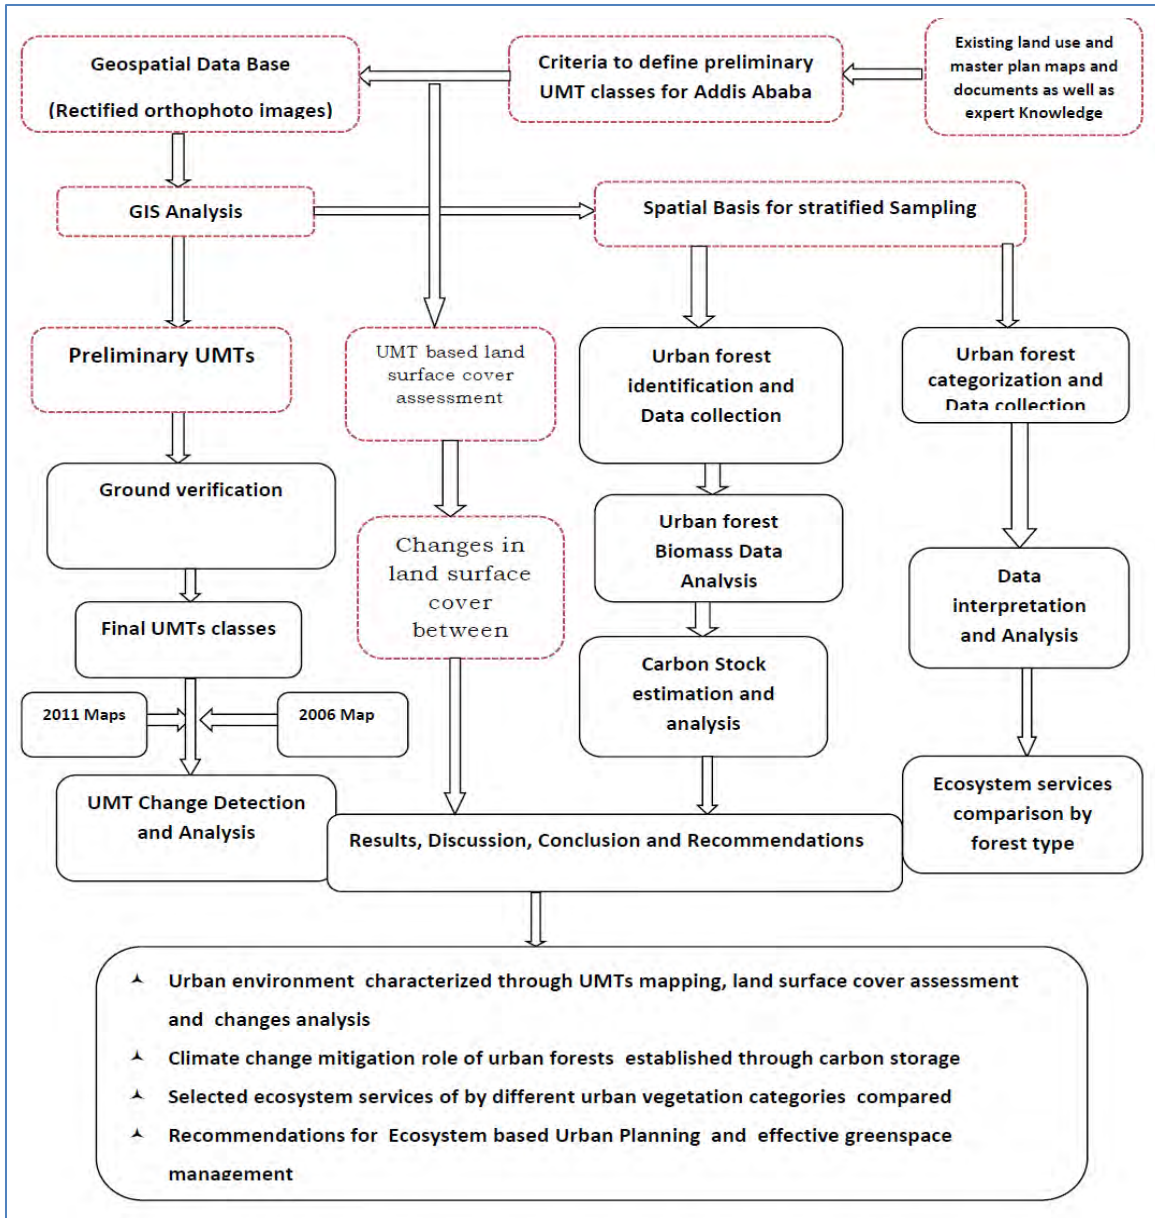 Geospatial Data Base
(Rectified orthophoto images)
Criteria to define preliminary
UMT classes for Addis Ababa
Existing land use and
master plan maps and
documents as well as
expert Knowledge
GIS Analysis
Spatial Basis for stratified Sampling
Preliminary UMTs
UMT based land
surface cover
assessment
Urban forest
identification and
Data collection
Urban forest
categorization and
Data collection
Ground verification
Changes in
land surface
cover
between
Urban forest
Biomass Data
Analysis
Data
interpretation
and Analysis
Final UMTs classes
Carbon Stock
estimation and
analysis
2011 Maps
2006 Map
UMT Change Detection
and Analysis
Results, Discussion, Conclusion and Recommendations
Ecosystem services
comparison by
forest type
Urban environment characterized through UMTs mapping, land surface cover assessment
and changes analysis
Climate change mitigation role of urban forests established through carbon storage
Selected ecosystem services of by different urban vegetation categories compared
Recommendations for Ecosystem based Urban Planning and effective greenspace
management